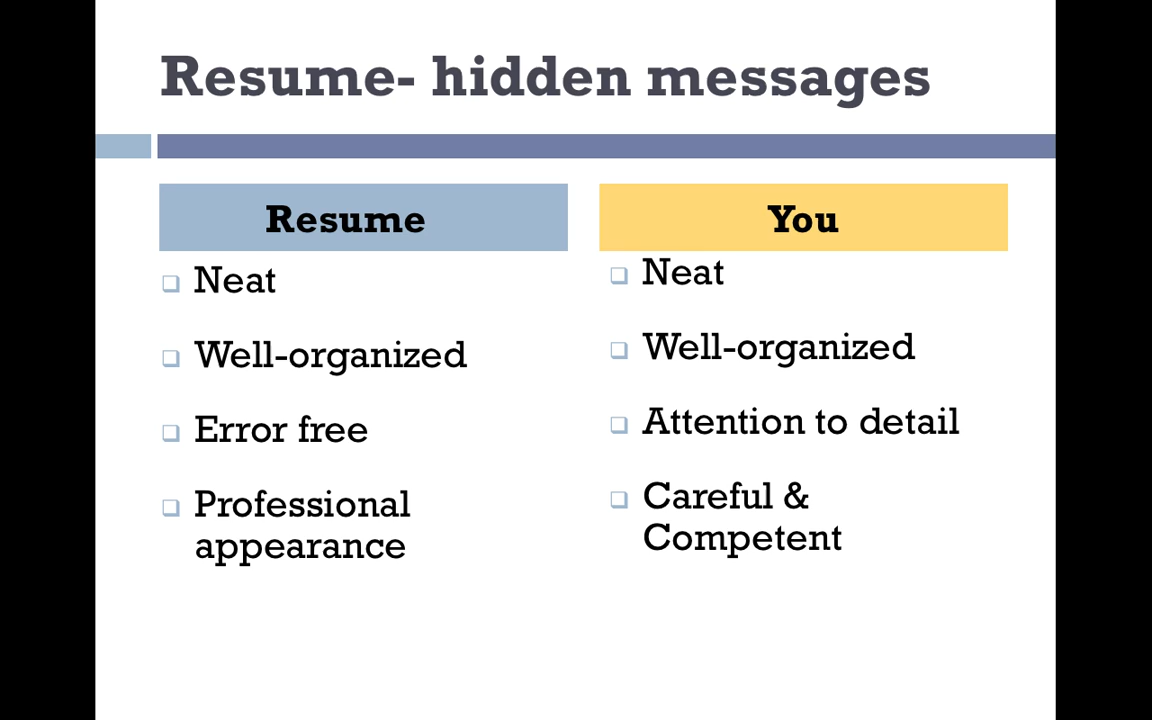 Resume- hidden messages
Resume
Neat
Well-organized
Error free
Professional
appearance
You
Neat
Well-organized
Attention to detail
Careful &
Competent